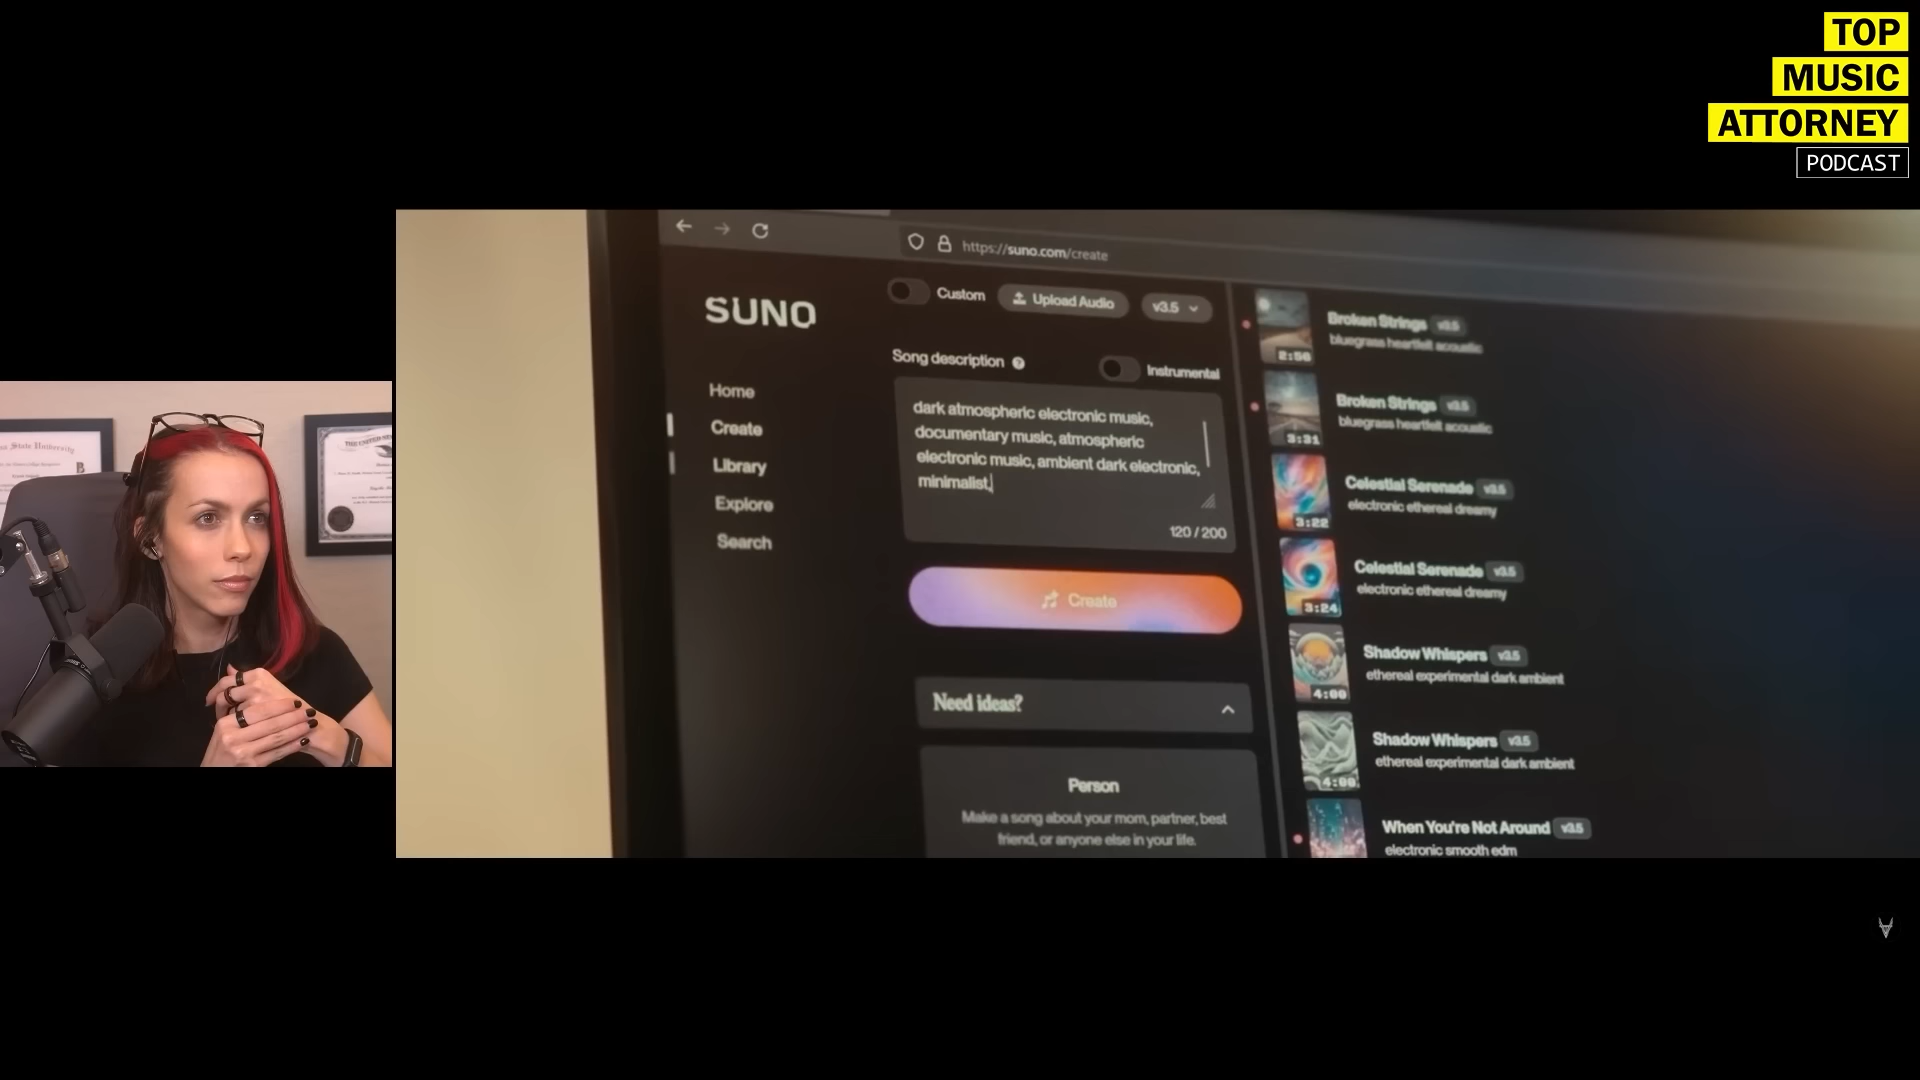 TOP
MUSIC
ATTORNEY
PODCAST
https://suno.com/create
SUNO
Custom
Upload Audio
v3.5
Song description
Instrumental
dark atmospheric electronic music,
documentary music, atmospheric
electronic music, ambient dark electronic,
minimalist,
120 / 200
Create
Need ideas?
Person
Make a song about your mom, partner, best
friend, or anyone else in your life.
Home
Create
Library
Explore
Search
Broken Strings v3.5
bluegrass heartfelt acoustic
2:56
Broken Strings v3.5
bluegrass heartfelt acoustic
3:31
Celestial Serenade v3.5
electronic ethereal dreamy
3:22
Celestial Serenade v3.5
electronic ethereal dreamy
3:24
Shadow Whispers v3.5
ethereal experimental dark ambient
4:00
Shadow Whispers v3.5
ethereal experimental dark ambient
4:00
When You're Not Around v3.5
electronic smooth edm
State University